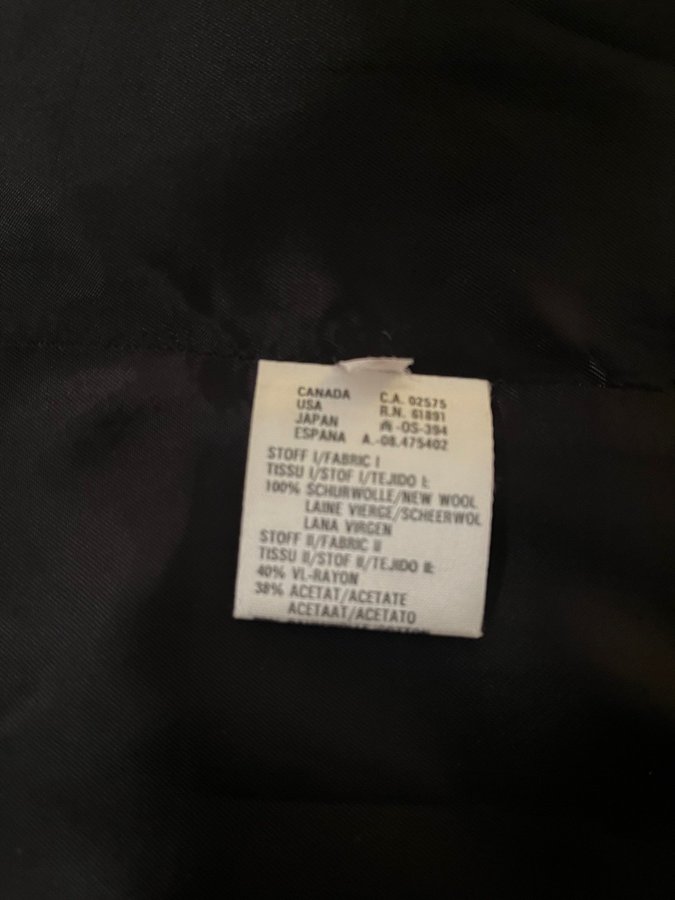 CANADA C.A. 02575
USA R.N. 61891
JAPAN -OS-394
ESPANA A.-08.475402
STOFF I/FABRIC I
TISSU I/STOF I/TEJIDO I:
100% SCHURWOLLE/NEW WOOL
LAINE VIERGE/SCHEERWOL
LANA VIRGEN
STOFF II/FABRIC II
TISSU II/STOF II/TEJIDO II:
40% VI-RAYON
38% ACETAT/ACETATE
ACETAAT/ACETATO